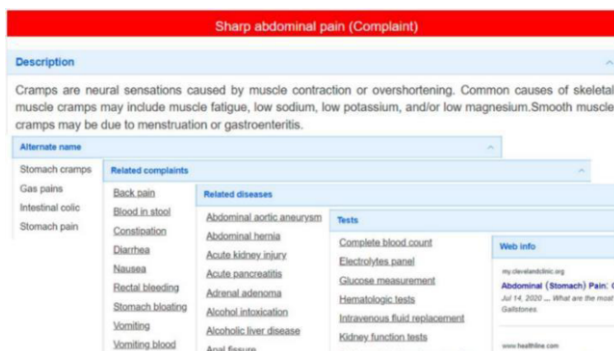 Sharp abdominal pain (Complaint)
Description
Cramps are neural sensations caused by muscle contraction or overshortening. Common causes of skeletal
muscle cramps may include muscle fatigue, low sodium, low potassium, and/or low magnesium.Smooth muscle
cramps may be due to menstruation or gastroenteritis.
Alternate name
Stomach cramps
Gas pains
Intestinal colic
Stomach pain
Related complaints
Back pain
Blood in stool
Constipation
Diarrhea
Nausea
Rectal bleeding
Stomach bloating
Vomiting
Vomiting blood
Related diseases
Abdominal aortic aneurysm
Abdominal hernia
Acute kidney injury
Acute pancreatitis
Adrenal adenoma
Alcohol intoxication
Alcoholic liver disease
Anal fissure
Tests
Complete blood count
Electrolytes panel
Glucose measurement
Hematologic tests
Intravenous fluid replacement
Kidney function tests
Web info
my.clevelandclinic.org
Abdominal (Stomach) Pain: C
Jul 14, 2020 ... What are the most
Gallstones.
www.healthline.com